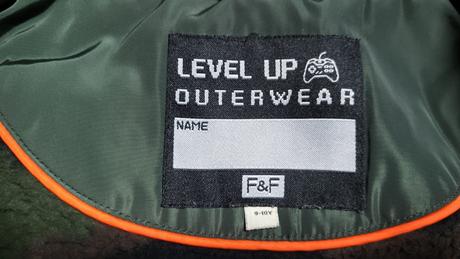 LEVEL UP
OUTERWEAR
NAME
F&F
9-10Y